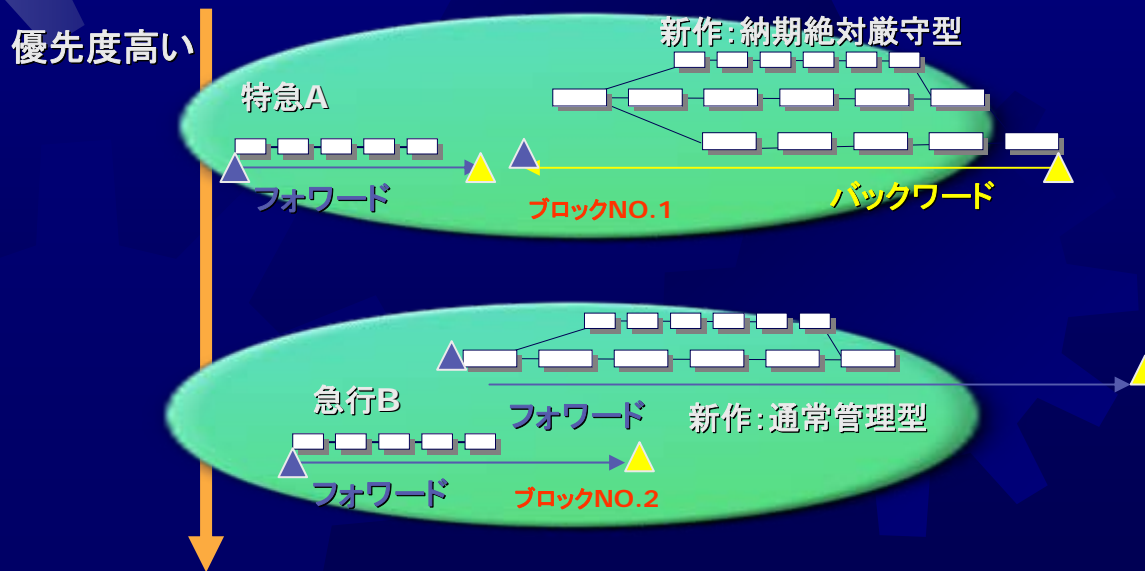 優先度高い
新作：納期絶対厳守型
特急A
フォワード
バックワード
ブロックNO.1
急行B
フォワード
新作：通常管理型
フォワード
ブロックNO.2